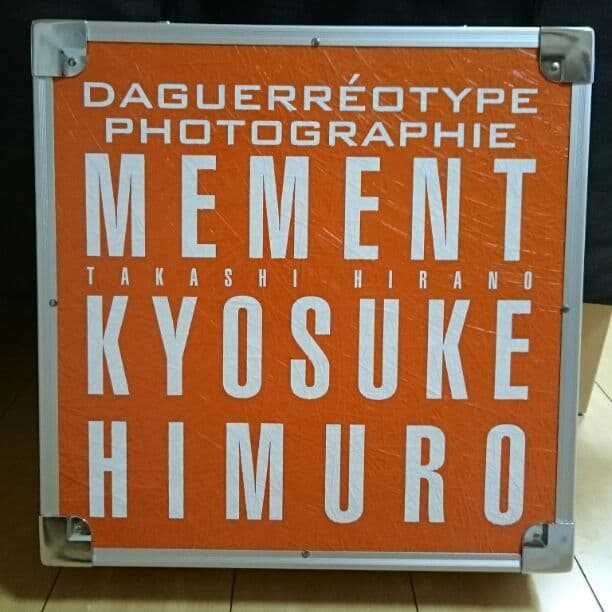 DAGUERRÉOTYPE
PHOTOGRAPHIE
MEMENT
TAKASHI HIRANO
KYOSUKE
HIMURO